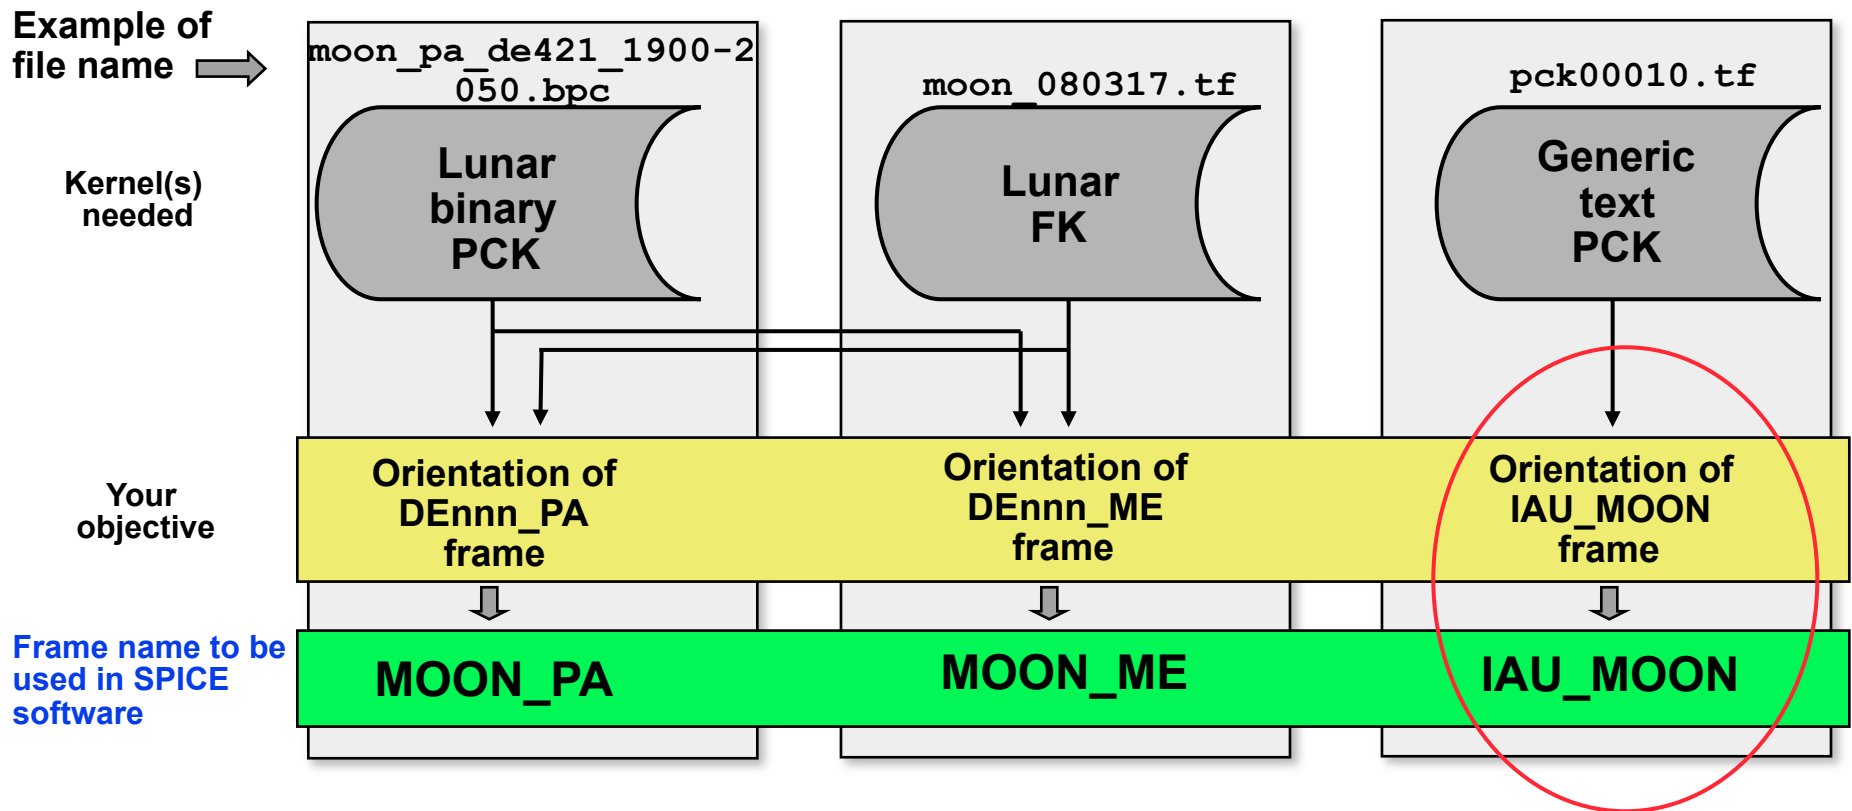 Example of
file name
moon_pa_de421_1900-2
050.bpc
moon_080317.tf
pck00010.tf
Kernel(s)
needed
Lunar
binary
PCK
Lunar
FK
Generic
text
PCK
Your
objective
Orientation of
DEnnn_PA
frame
Orientation of
DEnnn_ME
frame
Orientation of
IAU_MOON
frame
Frame name to be
used in SPICE
software
MOON_PA
MOON_ME
IAU_MOON